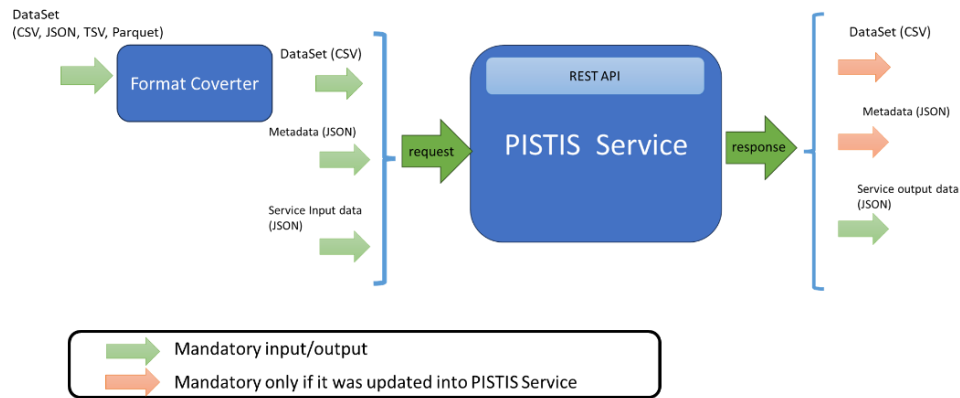 DataSet
(CSV, JSON, TSV, Parquet)
Format Coverter
DataSet (CSV)
Metadata (JSON)
Service Input data
(JSON)
request
REST API
PISTIS Service
response
DataSet (CSV)
Metadata (JSON)
Service output data
(JSON)
Mandatory input/output
Mandatory only if it was updated into PISTIS Service